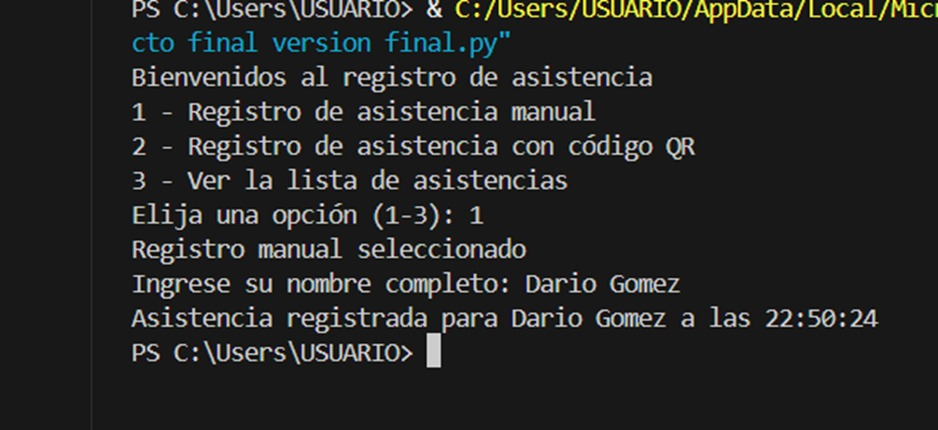 PS C:\Users\USUARIO> & C:/Users/USUARIO/AppData/Local/Micr
cto final version final.py"
Bienvenidos al registro de asistencia
1 - Registro de asistencia manual
2 - Registro de asistencia con código QR
3 - Ver la lista de asistencias
Elija una opción (1-3): 1
Registro manual seleccionado
Ingrese su nombre completo: Dario Gomez
Asistencia registrada para Dario Gomez a las 22:50:24
PS C:\Users\USUARIO>